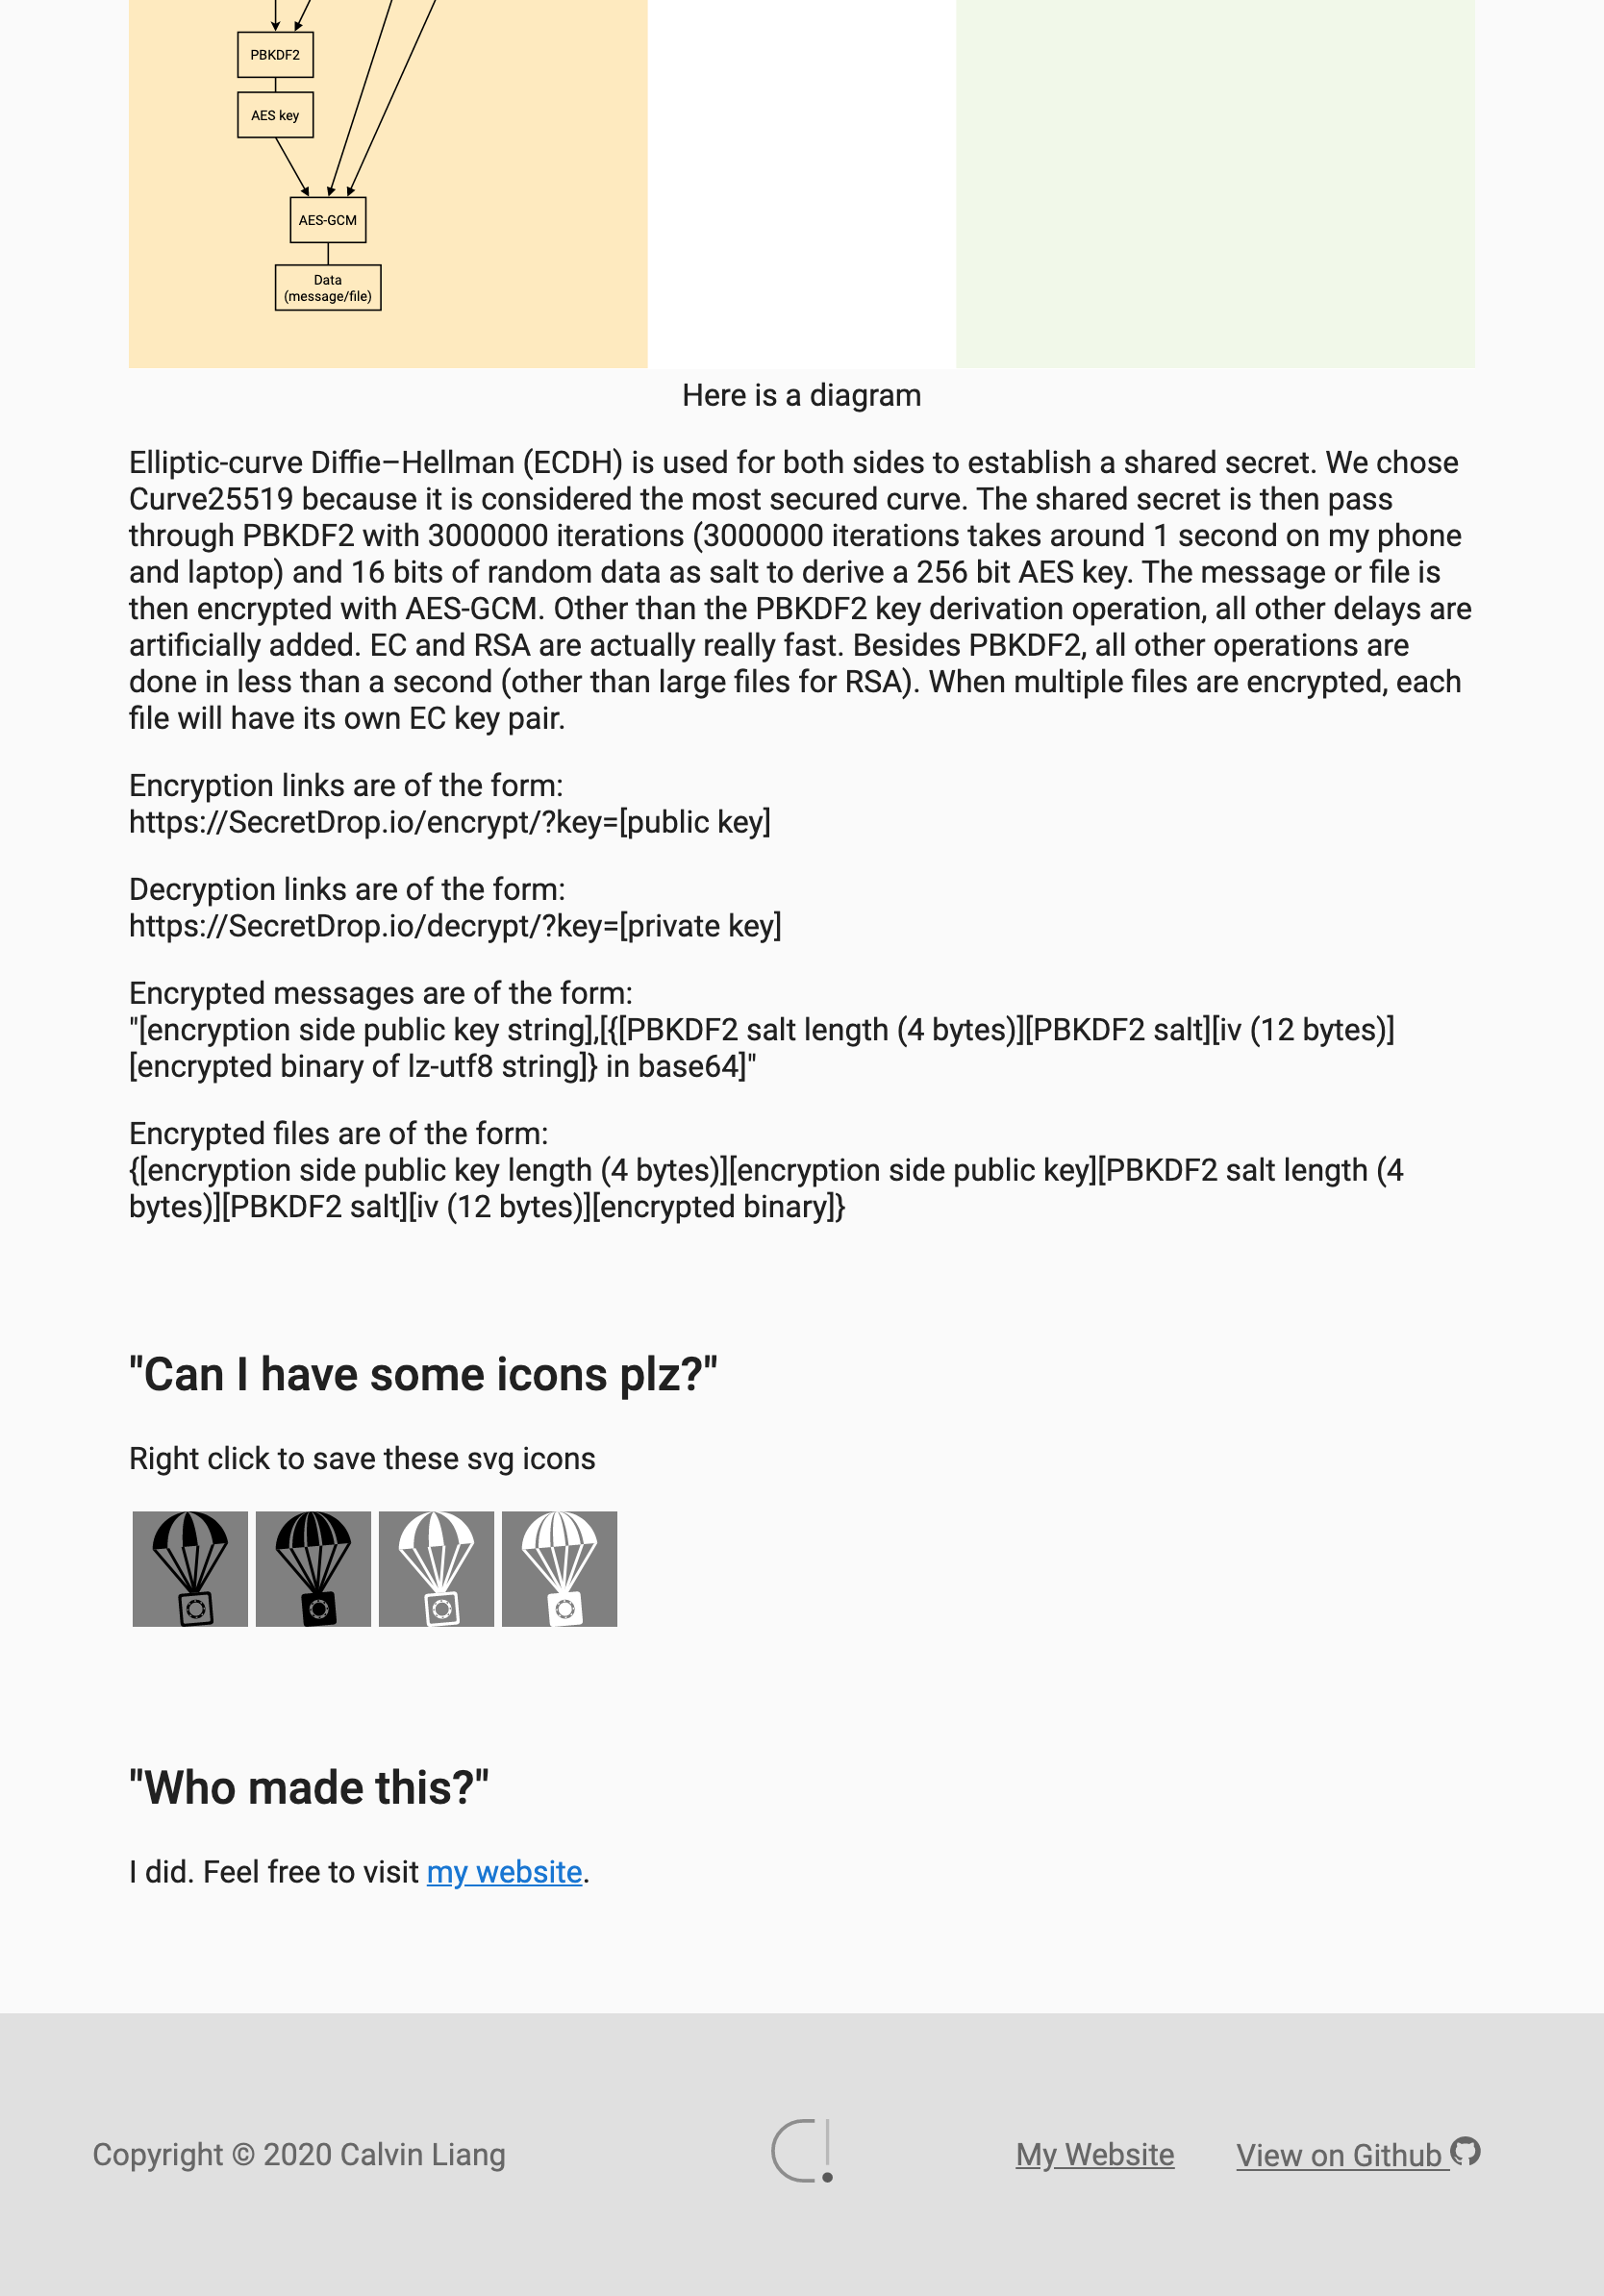 PBKDF2
AES key
AES-GCM
Data
(message/file)
Here is a diagram
Elliptic-curve Diffie–Hellman (ECDH) is used for both sides to establish a shared secret. We chose
Curve25519 because it is considered the most secured curve. The shared secret is then pass
through PBKDF2 with 3000000 iterations (3000000 iterations takes around 1 second on my phone
and laptop) and 16 bits of random data as salt to derive a 256 bit AES key. The message or file is
then encrypted with AES-GCM. Other than the PBKDF2 key derivation operation, all other delays are
artificially added. EC and RSA are actually really fast. Besides PBKDF2, all other operations are
done in less than a second (other than large files for RSA). When multiple files are encrypted, each
file will have its own EC key pair.
Encryption links are of the form:
https://SecretDrop.io/encrypt/?key=[public key]
Decryption links are of the form:
https://SecretDrop.io/decrypt/?key=[private key]
Encrypted messages are of the form:
"[encryption side public key string],[{[PBKDF2 salt length (4 bytes)][PBKDF2 salt][iv (12 bytes)]
[encrypted binary of lz-utf8 string]} in base64]"
Encrypted files are of the form:
{[encryption side public key length (4 bytes)][encryption side public key][PBKDF2 salt length (4
bytes)][PBKDF2 salt][iv (12 bytes)][encrypted binary]}
"Can I have some icons plz?"
Right click to save these svg icons
"Who made this?"
I did. Feel free to visit my website.
Copyright © 2020 Calvin Liang
My Website
View on Github